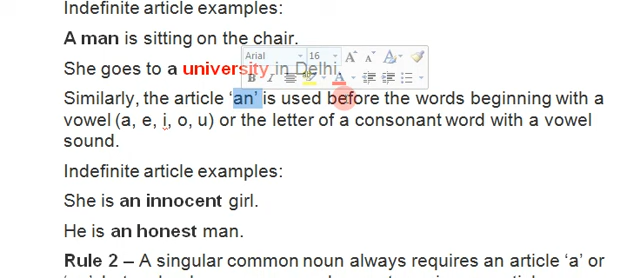 Indefinite article examples:
A man is sitting on the chair.
Arial 16
She goes to a university in Delhi.
Similarly, the article ‘an’ is used before the words beginning with a
vowel (a, e, i, o, u) or the letter of a consonant word with a vowel
sound.
Indefinite article examples:
She is an innocent girl.
He is an honest man.
Rule 2 – A singular common noun always requires an article ‘a’ or